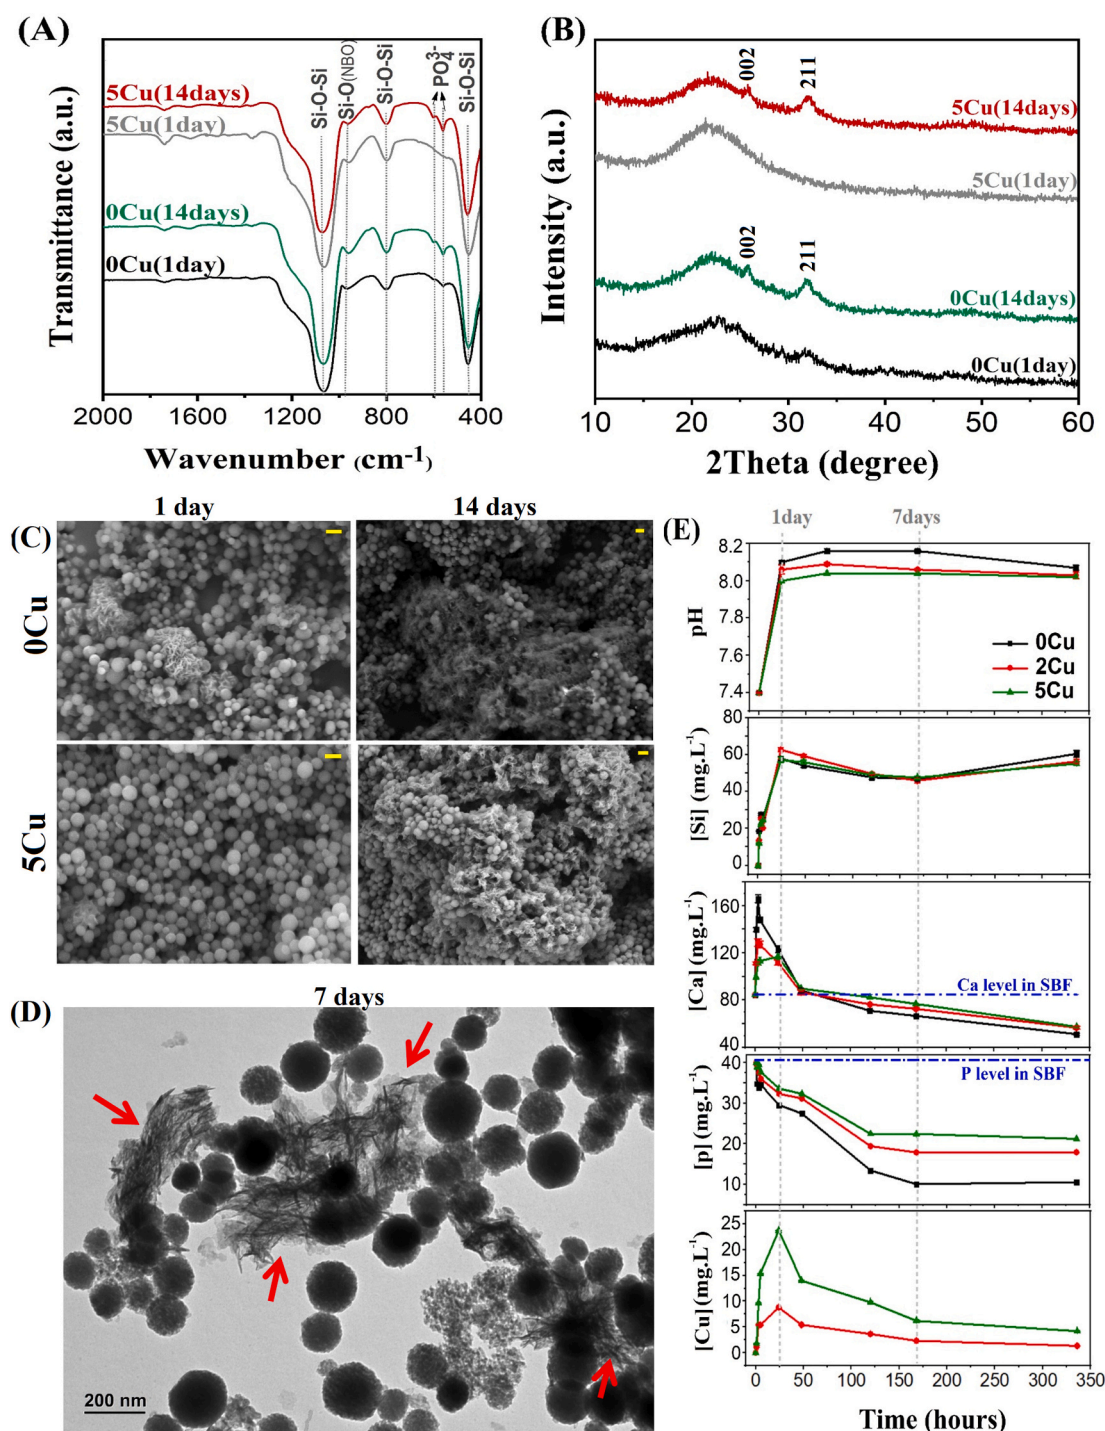 (A)
Transmittance (a.u.)
5Cu(14days)
5Cu(1day)
0Cu(14days)
0Cu(1day)
Si-O-Si
Si-O(NBO)
Si-O-Si
PO₄³⁻
Si-O-Si
2000 1600 1200 800 400
Wavenumber (cm⁻¹)
(B)
Intensity (a.u.)
002
211
5Cu(14days)
5Cu(1day)
002
211
0Cu(14days)
0Cu(1day)
10 20 30 40 50 60
2Theta (degree)
(C)
1 day
14 days
0Cu
5Cu
(D)
7 days
200 nm
(E)
1day
7days
pH
8.2
8.0
7.8
7.6
7.4
0Cu
2Cu
5Cu
[Si] (mg.L⁻¹)
80
60
40
20
0
[Ca] (mg.L⁻¹)
160
120
80
40
Ca level in SBF
[p] (mg.L⁻¹)
40
30
20
10
P level in SBF
[Cu] (mg.L⁻¹)
25
20
15
10
5
0
0 50 100 150 200 250 300 350
Time (hours)